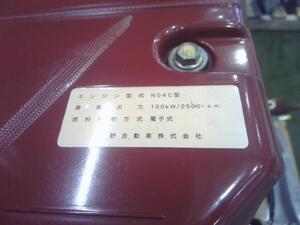 エンジン型式 N04C型
最高出力 100kW/2500r.p.m
燃料噴射方式 電子式
野自動車株式会社